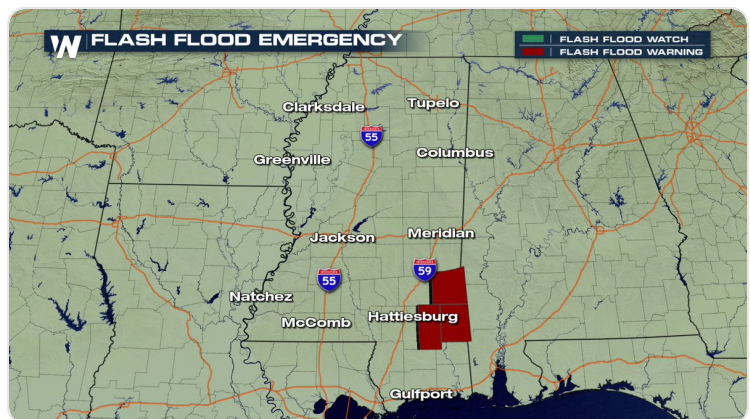 W
FLASH FLOOD EMERGENCY
FLASH FLOOD WATCH
FLASH FLOOD WARNING
Clarksdale
Tupelo
55
Greenville
Columbus
Jackson
Meridian
55
59
Natchez
McComb
Hattiesburg
Gulfport